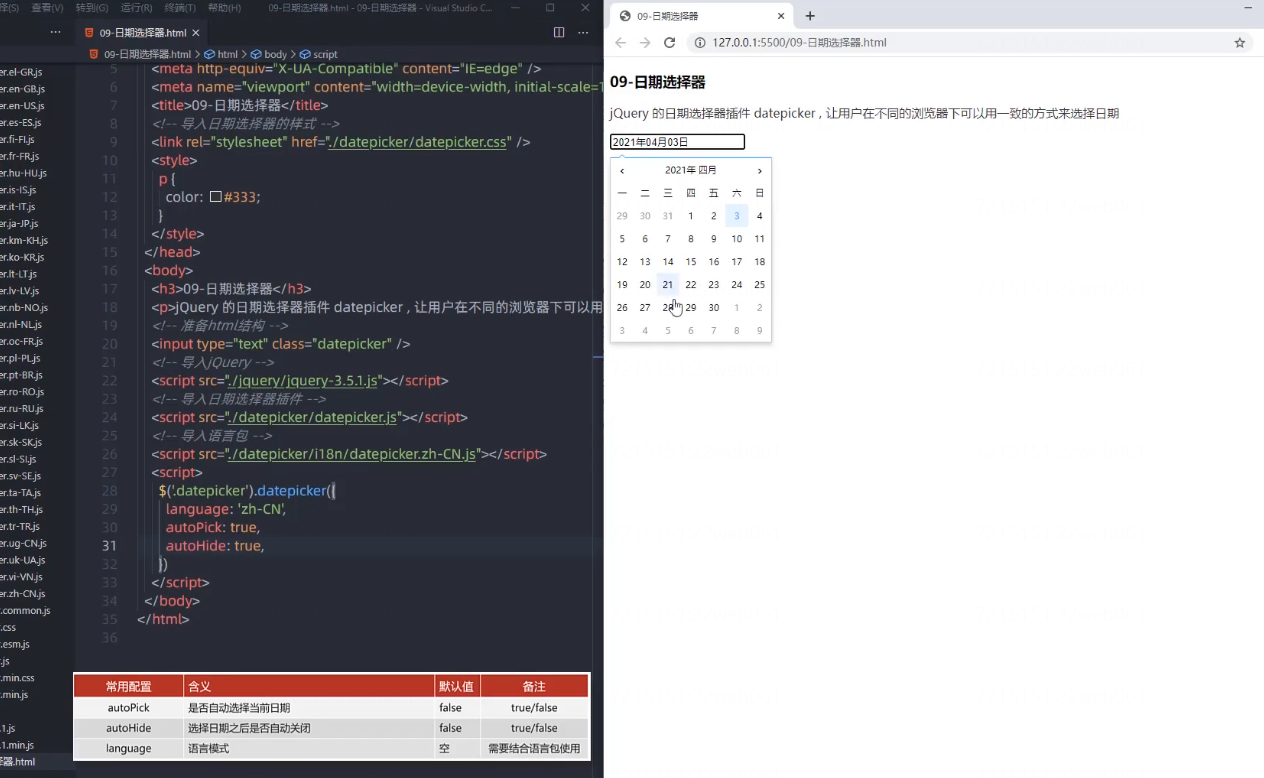 择(S) 查看(V) 转到(G) 运行(R) 终端(T) 帮助(H) 09-日期选择器.html - 09-日期选择器 - Visual Studio C...
··· 09-日期选择器.html ×
09-日期选择器.html > html > body > script
er.el-GR.js
er.en-GB.js
er.en-US.js
er.es-ES.js
er.fi-FI.js
er.fr-FR.js
er.hu-HU.js
er.is-IS.js
er.it-IT.js
er.ja-JP.js
er.km-KH.js
er.ko-KR.js
er.lt-LT.js
er.lv-LV.js
er.nb-NO.js
er.nl-NL.js
er.oc-FR.js
er.pl-PL.js
er.pt-BR.js
er.ro-RO.js
er.ru-RU.js
er.si-LK.js
er.sk-SK.js
er.sl-SI.js
er.sv-SE.js
er.ta-TA.js
er.th-TH.js
er.tr-TR.js
er.ug-CN.js
er.uk-UA.js
er.vi-VN.js
er.zh-CN.js
r.common.js
r.css
r.esm.js
r.js
r.min.css
r.min.js
.1.js
.1.min.js
择器.html
5 <meta http-equiv="X-UA-Compatible" content="IE=edge" />
6 <meta name="viewport" content="width=device-width, initial-scale=1
7 <title>09-日期选择器</title>
8 <!-- 导入日期选择器的样式 -->
9 <link rel="stylesheet" href="./datepicker/datepicker.css" />
10 <style>
11 p {
12 color: #333;
13 }
14 </style>
15 </head>
16 <body>
17 <h3>09-日期选择器</h3>
18 <p>jQuery 的日期选择器插件 datepicker , 让用户在不同的浏览器下可以用
19 <!-- 准备html结构 -->
20 <input type="text" class="datepicker" />
21 <!-- 导入jQuery -->
22 <script src="./jquery/jquery-3.5.1.js"></script>
23 <!-- 导入日期选择器插件 -->
24 <script src="./datepicker/datepicker.js"></script>
25 <!-- 导入语言包 -->
26 <script src="./datepicker/i18n/datepicker.zh-CN.js"></script>
27 <script>
28 $('.datepicker').datepicker({
29 language: 'zh-CN',
30 autoPick: true,
31 autoHide: true,
32 })
33 </script>
34 </body>
35 </html>
36
常用配置 含义 默认值 备注
autoPick 是否自动选择当前日期 false true/false
autoHide 选择日期之后是否自动关闭 false true/false
language 语言模式 空 需要结合语言包使用
09-日期选择器 × +
127.0.0.1:5500/09-日期选择器.html
09-日期选择器
jQuery 的日期选择器插件 datepicker , 让用户在不同的浏览器下可以用一致的方式来选择日期
2021年04月03日
‹ 2021年 四月 ›
一 二 三 四 五 六 日
29 30 31 1 2 3 4
5 6 7 8 9 10 11
12 13 14 15 16 17 18
19 20 21 22 23 24 25
26 27 28 29 30 1 2
3 4 5 6 7 8 9